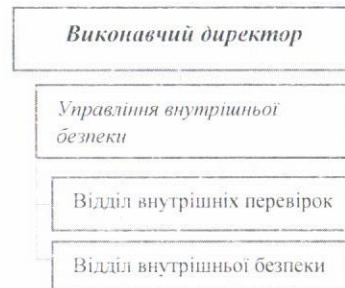 Виконавчий директор
Управління внутрішньої
безпеки
Відділ внутрішніх перевірок
Відділ внутрішньої безпеки